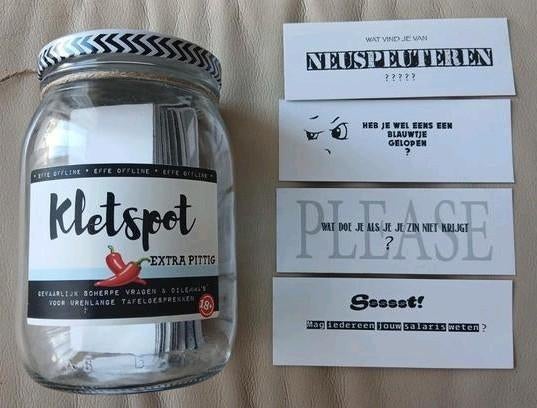 * EFFE OFFLINE * EFFE OFFLINE * EFFE OFFLINE *
Kletspot
EXTRA PITTIG
GEVAARLIJK SCHERPE VRAGEN & DILEMMA'S
VOOR URENLANGE TAFELGESPREKKEN
18+
WAT VIND JE VAN
NEUSPEUTEREN
?????
HEB JE WEL EENS EEN
BLAUWTJE
GELOPEN
?
PLEASE
WAT DOE JE ALS JE JE ZIN NIET KRIJGT
?
Ssssst!
Mag iedereen jouw salaris weten ?